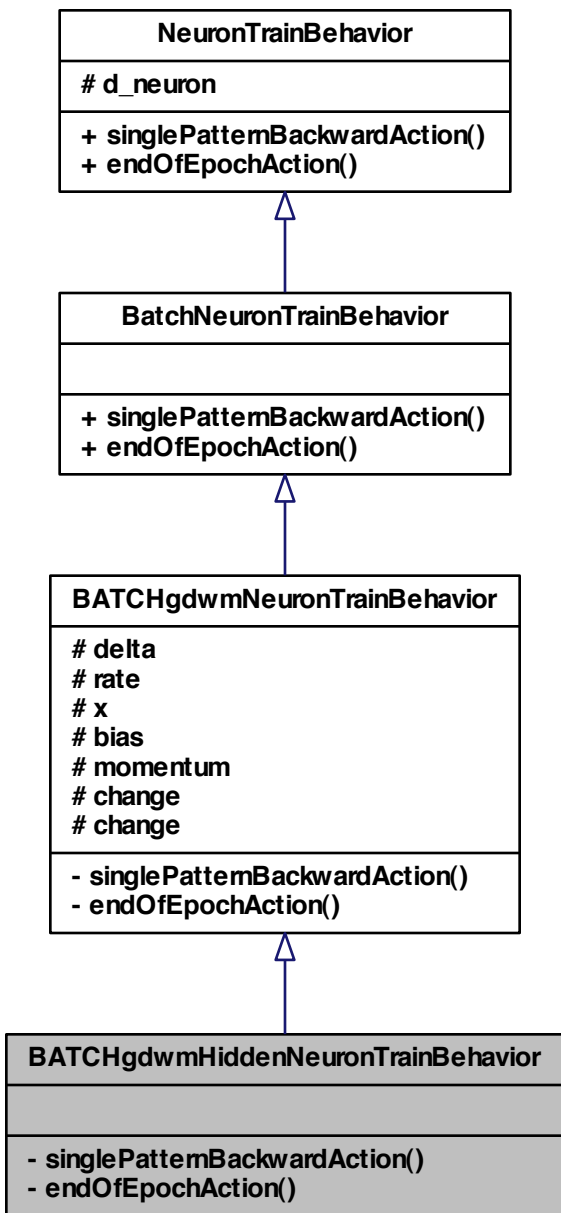 NeuronTrainBehavior
# d_neuron
+ singlePatternBackwardAction()
+ endOfEpochAction()
BatchNeuronTrainBehavior
+ singlePatternBackwardAction()
+ endOfEpochAction()
BATCHgdwmNeuronTrainBehavior
# delta
# rate
# x
# bias
# momentum
# change
# change
- singlePatternBackwardAction()
- endOfEpochAction()
BATCHgdwmHiddenNeuronTrainBehavior
- singlePatternBackwardAction()
- endOfEpochAction()